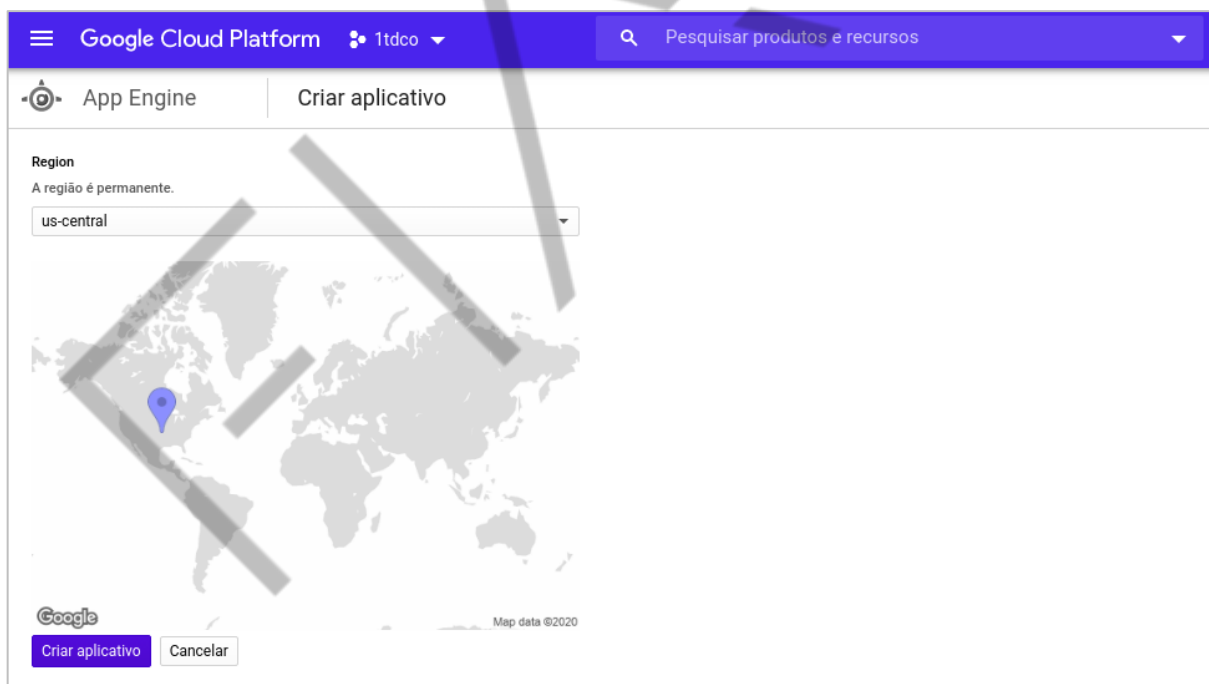 Google Cloud Platform 1tdco Pesquisar produtos e recursos
App Engine Criar aplicativo
Region
A região é permanente.
us-central
Google Map data ©2020
Criar aplicativo Cancelar